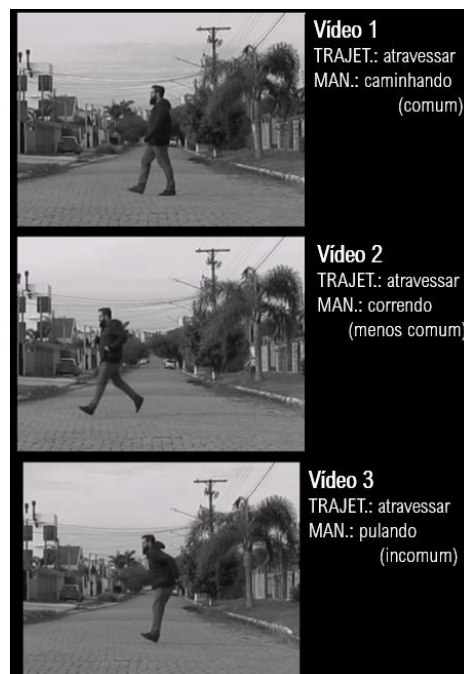 Vídeo 1
TRAJET.: atravessar
MAN.: caminhando
(comum)
Vídeo 2
TRAJET.: atravessar
MAN.: correndo
(menos comum)
Vídeo 3
TRAJET.: atravessar
MAN.: pulando
(incomum)